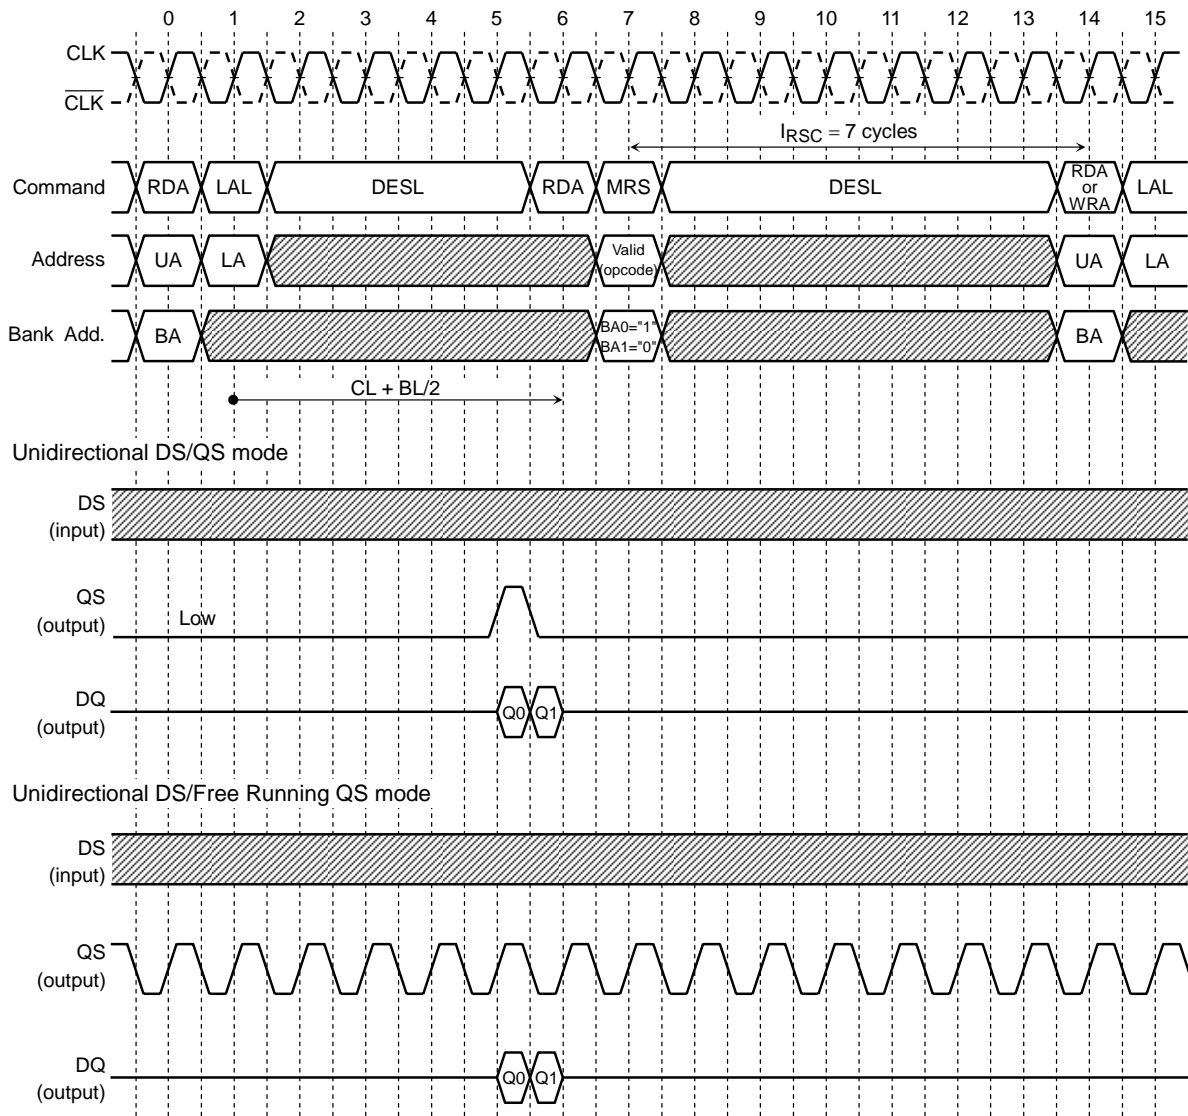 0 1 2 3 4 5 6 7 8 9 10 11 12 13 14 15
CLK
CLK
IRSC = 7 cycles
Command RDA LAL DESL RDA MRS DESL RDA or WRA LAL
Address UA LA Valid (opcode) UA LA
Bank Add. BA BA0="1" BA1="0" BA
CL + BL/2
Unidirectional DS/QS mode
DS
(input)
QS
(output)
Low
DQ
(output)
Q0 Q1
Unidirectional DS/Free Running QS mode
DS
(input)
QS
(output)
DQ
(output)
Q0 Q1